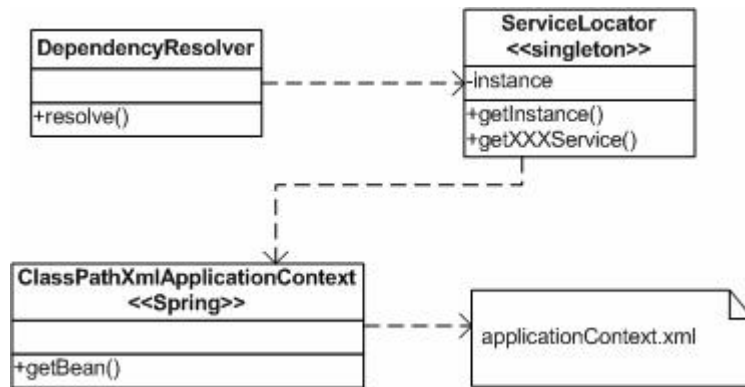 DependencyResolver
+resolve()
ServiceLocator
<<singleton>>
-instance
+getInstance()
+getXXXService()
ClassPathXmlApplicationContext
<<Spring>>
+getBean()
applicationContext.xml